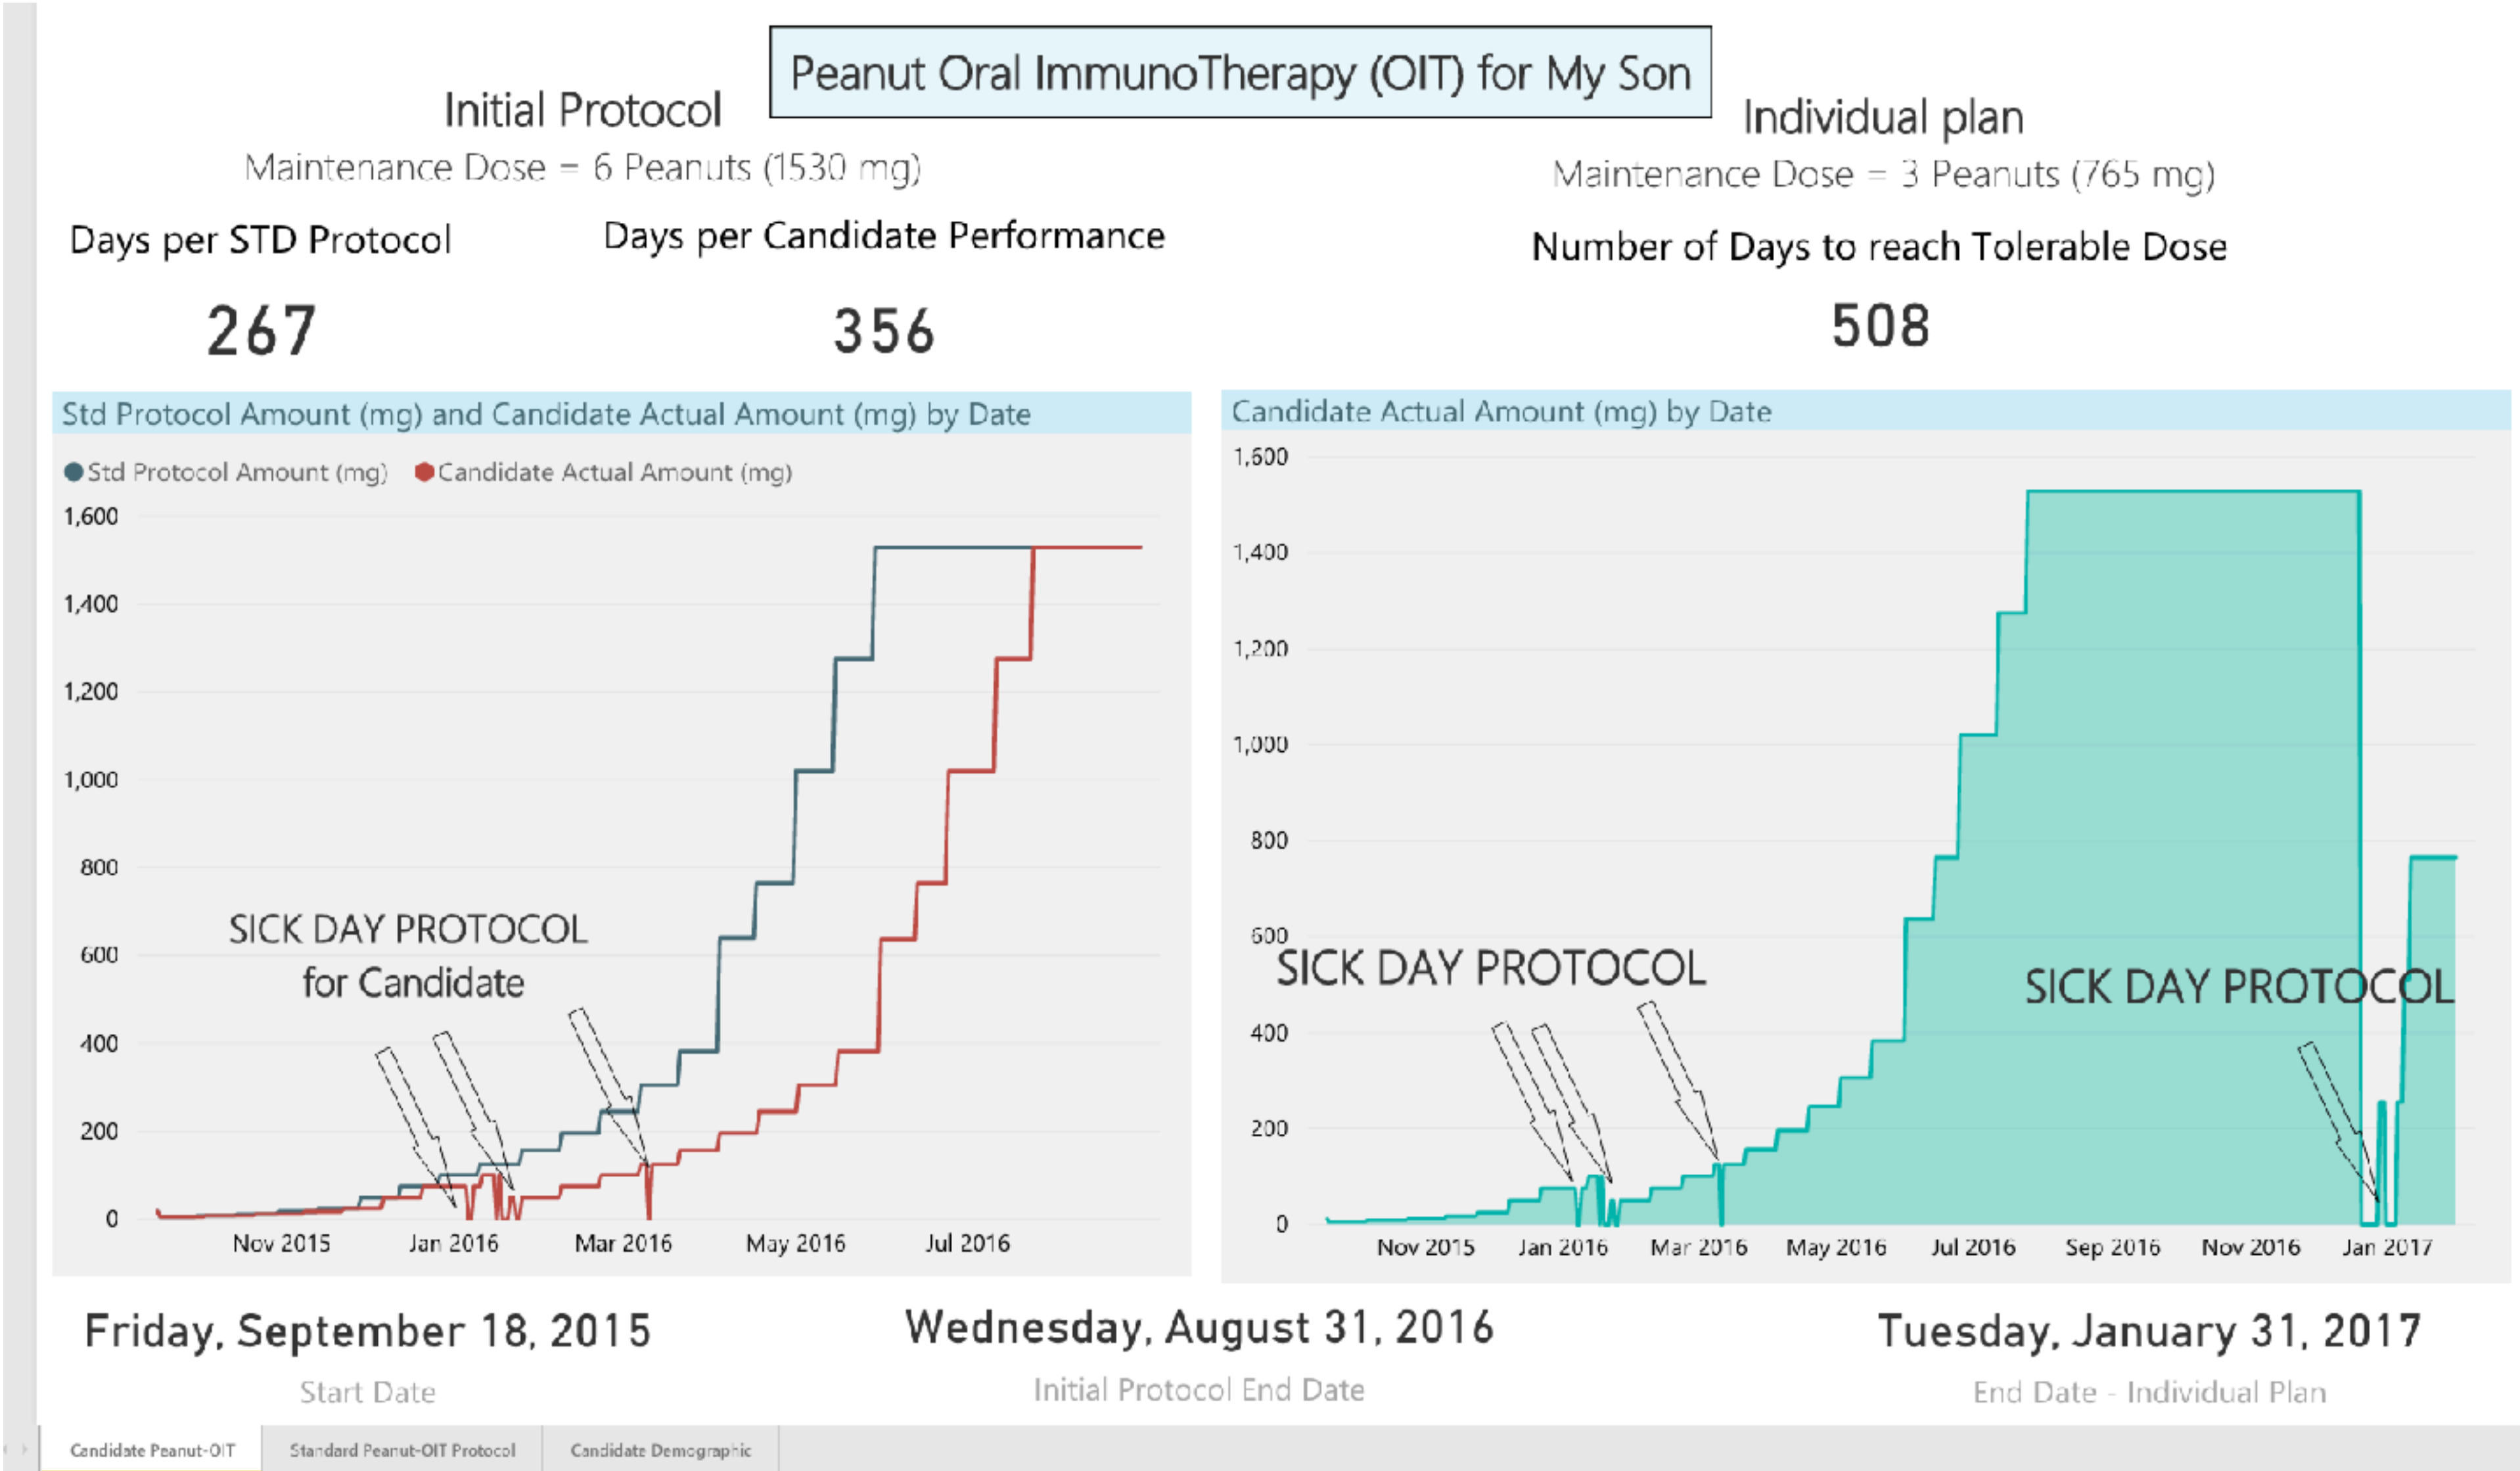 Peanut Oral ImmunoTherapy (OIT) for My Son
Initial Protocol
Maintenance Dose = 6 Peanuts (1530 mg)
Days per STD Protocol
Days per Candidate Performance
267
356
Individual plan
Maintenance Dose = 3 Peanuts (765 mg)
Number of Days to reach Tolerable Dose
508
Std Protocol Amount (mg) and Candidate Actual Amount (mg) by Date
Std Protocol Amount (mg) Candidate Actual Amount (mg)
1,600
1,400
1,200
1,000
800
600
400
200
0
SICK DAY PROTOCOL
for Candidate
Nov 2015 Jan 2016 Mar 2016 May 2016 Jul 2016
Candidate Actual Amount (mg) by Date
1,600
1,400
1,200
1,000
800
600
400
200
0
SICK DAY PROTOCOL
SICK DAY PROTOCOL
Nov 2015 Jan 2016 Mar 2016 May 2016 Jul 2016 Sep 2016 Nov 2016 Jan 2017
Friday, September 18, 2015
Start Date
Wednesday, August 31, 2016
Initial Protocol End Date
Tuesday, January 31, 2017
End Date - Individual Plan
Candidate Peanut-OIT Standard Peanut-OIT Protocol Candidate Demographic